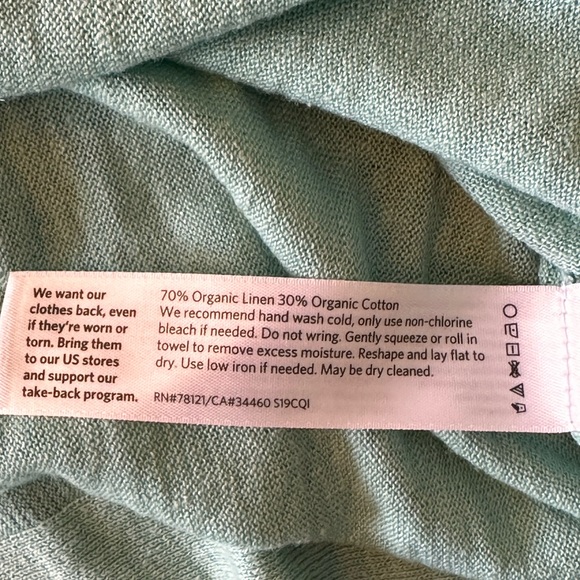 We want our
clothes back, even
if they're worn or
torn. Bring them
to our US stores
and support our
take-back program.
70% Organic Linen 30% Organic Cotton
We recommend hand wash cold, only use non-chlorine
bleach if needed. Do not wring. Gently squeeze or roll in
towel to remove excess moisture. Reshape and lay flat to
dry. Use low iron if needed. May be dry cleaned.
RN#78121/CA#34460 S19CQI